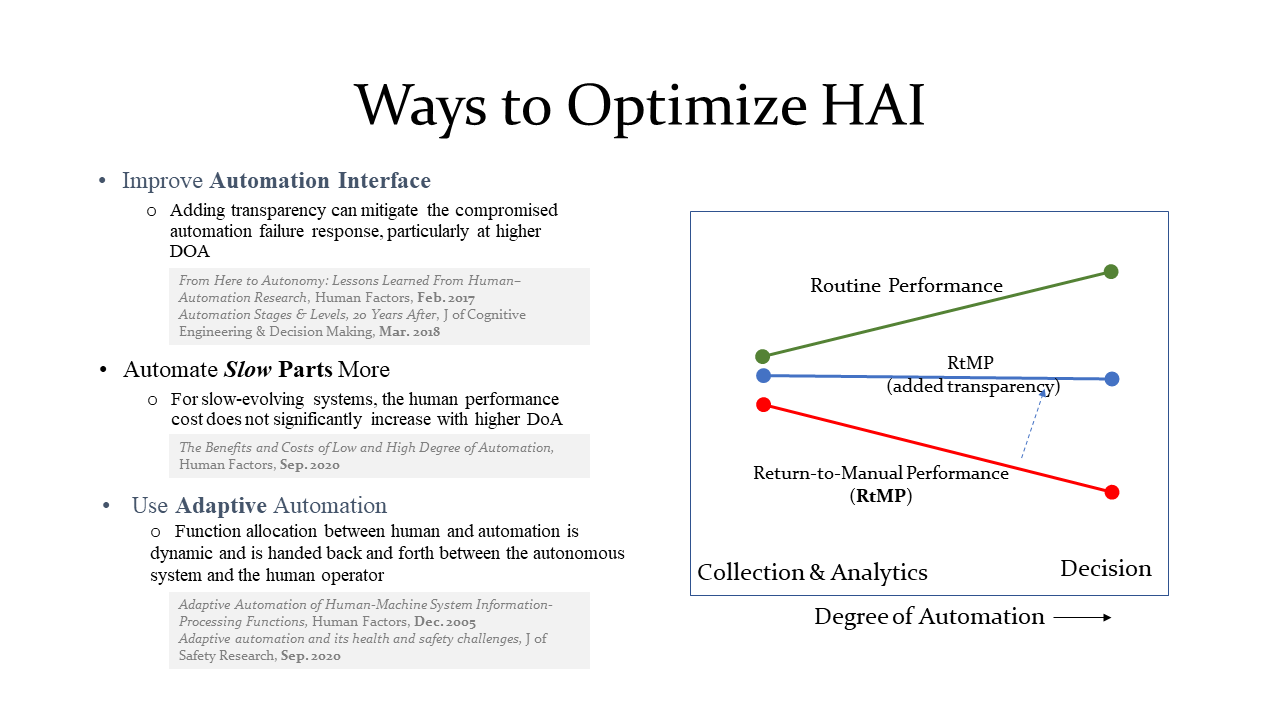 Ways to Optimize HAI
• Improve Automation Interface
o Adding transparency can mitigate the compromised
automation failure response, particularly at higher
DOA
From Here to Autonomy: Lessons Learned From Human–
Automation Research, Human Factors, Feb. 2017
Automation Stages & Levels, 20 Years After, J of Cognitive
Engineering & Decision Making, Mar. 2018
• Automate Slow Parts More
o For slow-evolving systems, the human performance
cost does not significantly increase with higher DoA
The Benefits and Costs of Low and High Degree of Automation,
Human Factors, Sep. 2020
• Use Adaptive Automation
o Function allocation between human and automation is
dynamic and is handed back and forth between the autonomous
system and the human operator
Adaptive Automation of Human-Machine System Information-
Processing Functions, Human Factors, Dec. 2005
Adaptive automation and its health and safety challenges, J of
Safety Research, Sep. 2020
Routine Performance
RtMP
(added transparency)
Return-to-Manual Performance
(RtMP)
Collection & Analytics
Decision
Degree of Automation